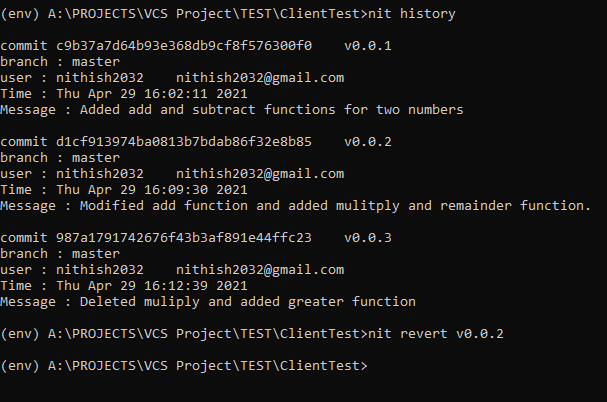 (env) A:\PROJECTS\VCS Project\TEST\ClientTest>nit history
commit c9b37a7d64b93e368db9cf8f576300f0    v0.0.1
branch : master
user : nithish2032    nithish2032@gmail.com
Time : Thu Apr 29 16:02:11 2021
Message : Added add and subtract functions for two numbers
commit d1cf913974ba0813b7bdab86f32e8b85    v0.0.2
branch : master
user : nithish2032    nithish2032@gmail.com
Time : Thu Apr 29 16:09:30 2021
Message : Modified add function and added mulitply and remainder function.
commit 987a1791742676f43b3af891e44ffc23    v0.0.3
branch : master
user : nithish2032    nithish2032@gmail.com
Time : Thu Apr 29 16:12:39 2021
Message : Deleted muliply and added greater function
(env) A:\PROJECTS\VCS Project\TEST\ClientTest>nit revert v0.0.2
(env) A:\PROJECTS\VCS Project\TEST\ClientTest>